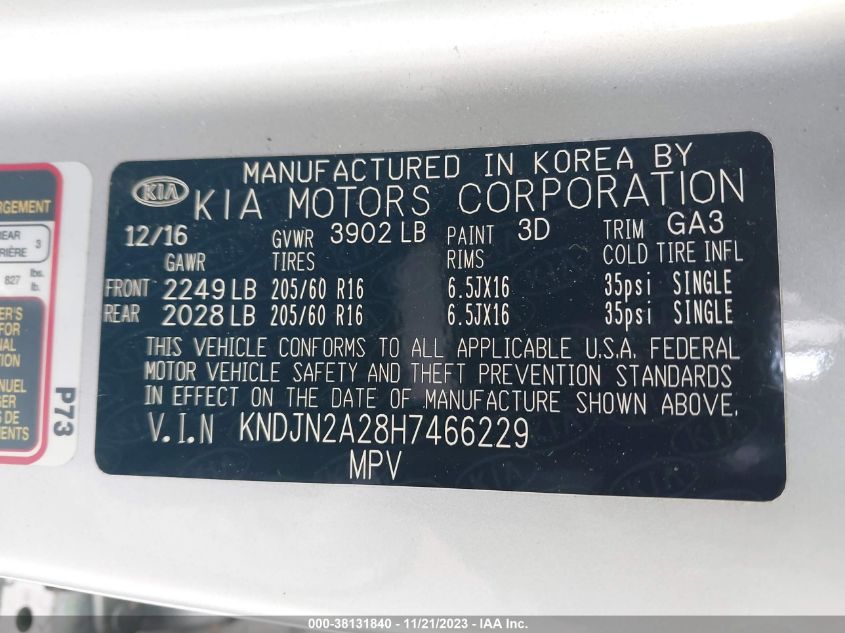 MANUFACTURED IN KOREA BY
KIA KIA MOTORS CORPORATION
12/16 GVWR 3902 LB PAINT 3D TRIM GA3
GAWR TIRES RIMS COLD TIRE INFL
FRONT 2249 LB 205/60 R16 6.5JX16 35psi SINGLE
REAR 2028 LB 205/60 R16 6.5JX16 35psi SINGLE
THIS VEHICLE CONFORMS TO ALL APPLICABLE U.S.A. FEDERAL
MOTOR VEHICLE SAFETY AND THEFT PREVENTION STANDARDS
IN EFFECT ON THE DATE OF MANUFACTURE SHOWN ABOVE.
V.I.N KNDJN2A28H7466229
MPV
3
827 lbs.
lb.
P73
000-38131840 - 11/21/2023 - IAA Inc.